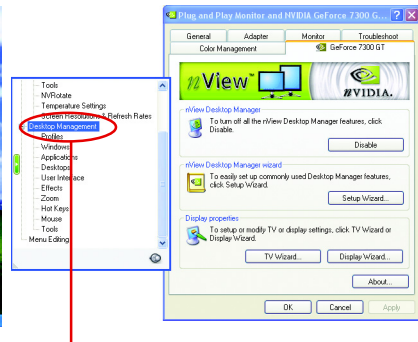 Plug and Play Monitor and NVIDIA GeForce 7300 G...
General
Adapter
Monitor
Troubleshoot
Color Management
GeForce 7300 GT
nView
NVIDIA.
nView Desktop Manager
To turn off all the nView Desktop Manager features, click
Disable.
Disable
nView Desktop Manager wizard
To easily set up commonly used Desktop Manager features,
click Setup Wizard.
Setup Wizard...
Display properties
To setup or modify TV or display settings, click TV Wizard or
Display Wizard.
TV Wizard...
Display Wizard...
About...
OK
Cancel
Apply
Tools
NVRotate
Temperature Settings
Screen Resolutions & Refresh Rates
Desktop Management
Profiles
Windows
Applications
Desktops
User Interface
Effects
Zoom
Hot Keys
Mouse
Tools
Menu Editing